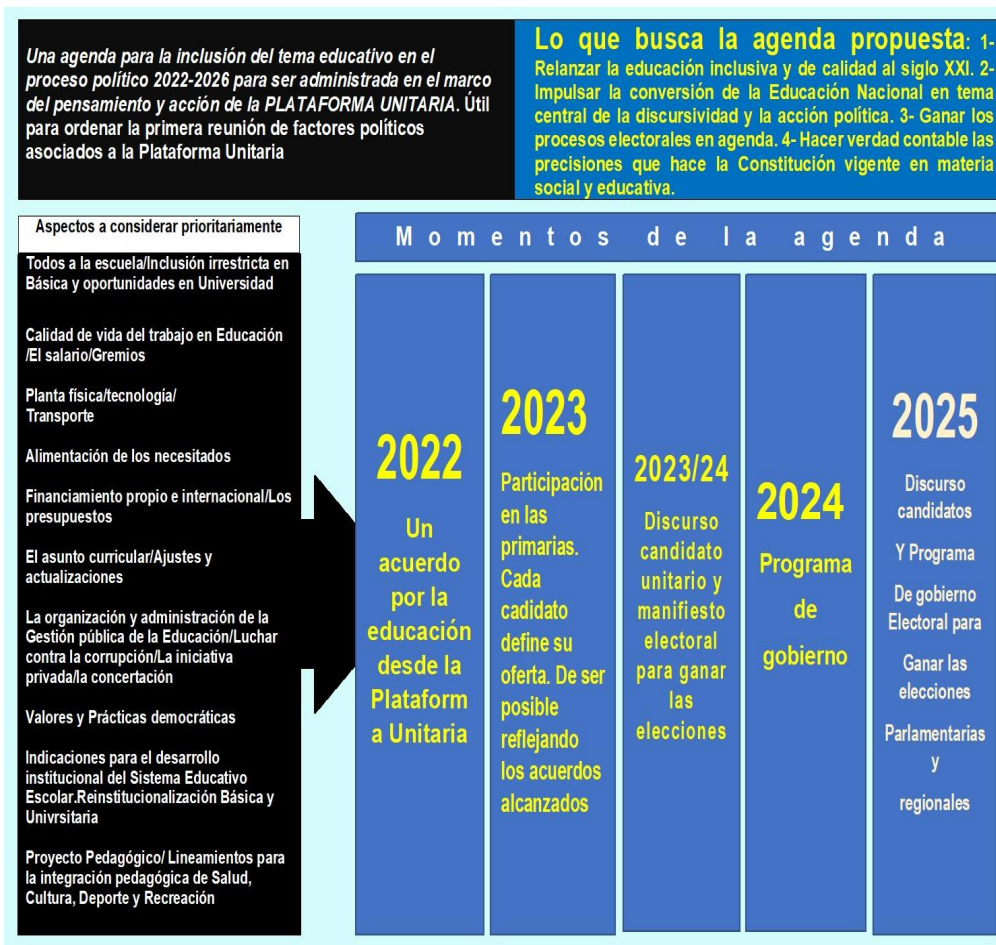 Una agenda para la inclusión del tema educativo en el
proceso político 2022-2026 para ser administrada en el marco
del pensamiento y acción de la PLATAFORMA UNITARIA. Útil
para ordenar la primera reunión de factores políticos
asociados a la Plataforma Unitaria
Lo que busca la agenda propuesta: 1-
Relanzar la educación inclusiva y de calidad al siglo XXI. 2-
Impulsar la conversión de la Educación Nacional en tema
central de la discursividad y la acción política. 3- Ganar los
procesos electorales en agenda. 4- Hacer verdad contable las
precisiones que hace la Constitución vigente en materia
social y educativa.
Aspectos a considerar prioritariamente
Todos a la escuela/Inclusión irrestricta en
Básica y oportunidades en Universidad
Calidad de vida del trabajo en Educación
/El salario/Gremios
Planta física/tecnología/
Transporte
Alimentación de los necesitados
Financiamiento propio e internacional/Los
presupuestos
El asunto curricular/Ajustes y
actualizaciones
La organización y administración de la
Gestión pública de la Educación/Luchar
contra la corrupción/La iniciativa
privada/la concertación
Valores y Prácticas democráticas
Indicaciones para el desarrollo
institucional del Sistema Educativo
Escolar.Reinstitucionalización Básica y
Univrsitaria
Proyecto Pedagógico/ Lineamientos para
la integración pedagógica de Salud,
Cultura, Deporte y Recreación
Momentos de la agenda
2022
Un
acuerdo
por la
educación
desde la
Plataform
a Unitaria
2023
Participación
en las
primarias.
Cada
cadidato
define su
oferta. De ser
posible
reflejando
los acuerdos
alcanzados
2023/24
Discurso
candidato
unitario y
manifiesto
electoral
para ganar
las
elecciones
2024
Programa
de
gobierno
2025
Discurso
candidatos
Y Programa
De gobierno
Electoral para
Ganar las
elecciones
Parlamentarias
y
regionales